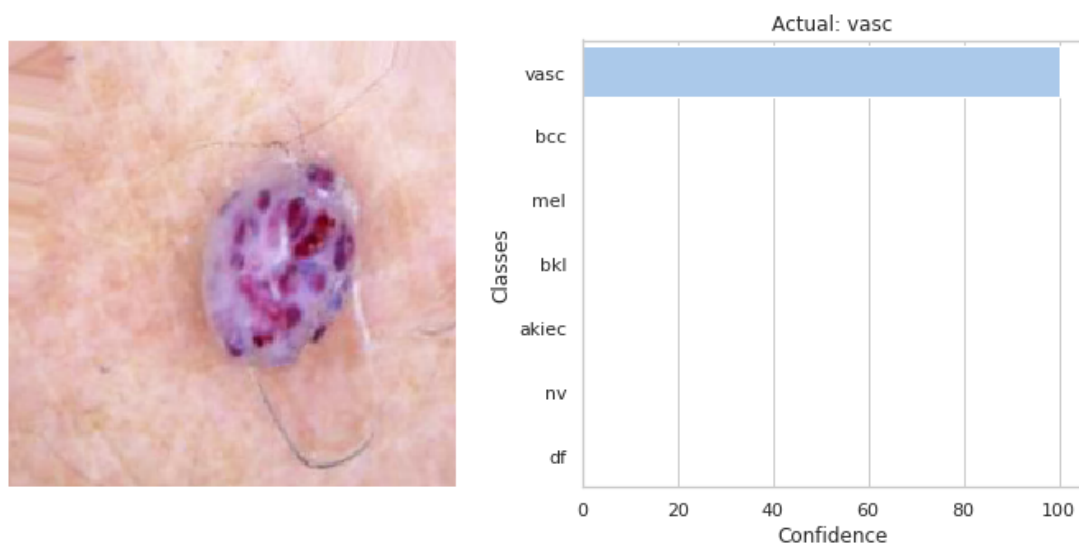 Actual: vasc
Classes
vasc
bcc
mel
bkl
akiec
nv
df
0 20 40 60 80 100
Confidence